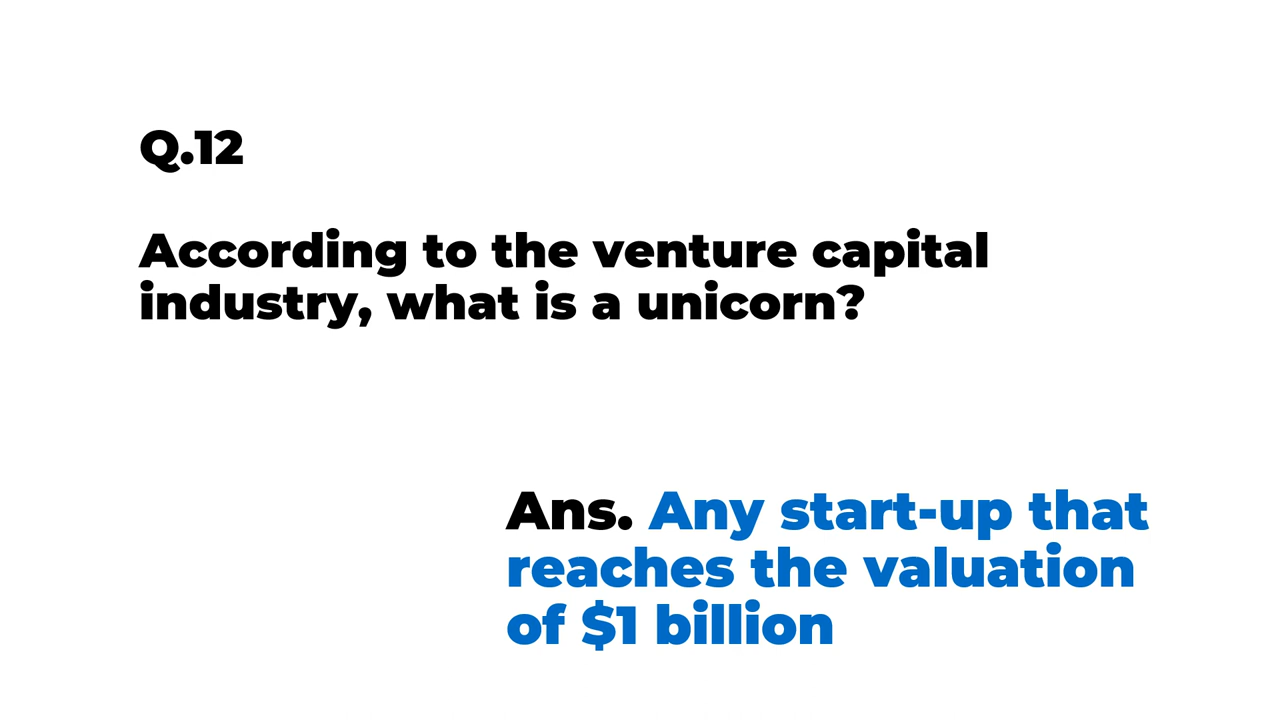 Q.12
According to the venture capital
industry, what is a unicorn?
Ans. Any start-up that
reaches the valuation
of $1 billion